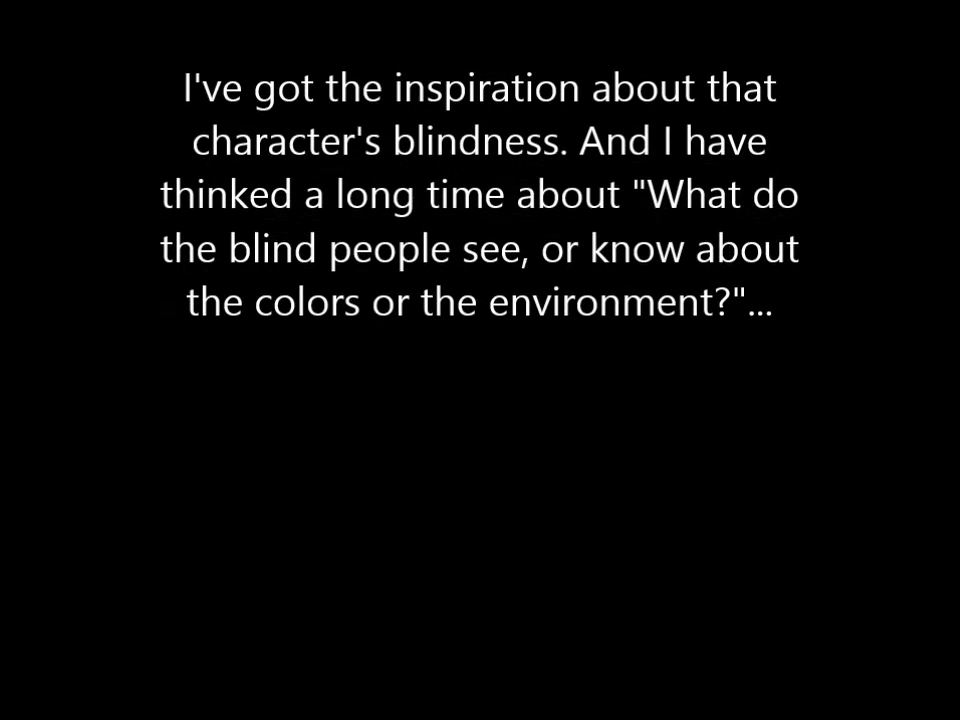 I've got the inspiration about that
character's blindness. And I have
thinked a long time about "What do
the blind people see, or know about
the colors or the environment?"...